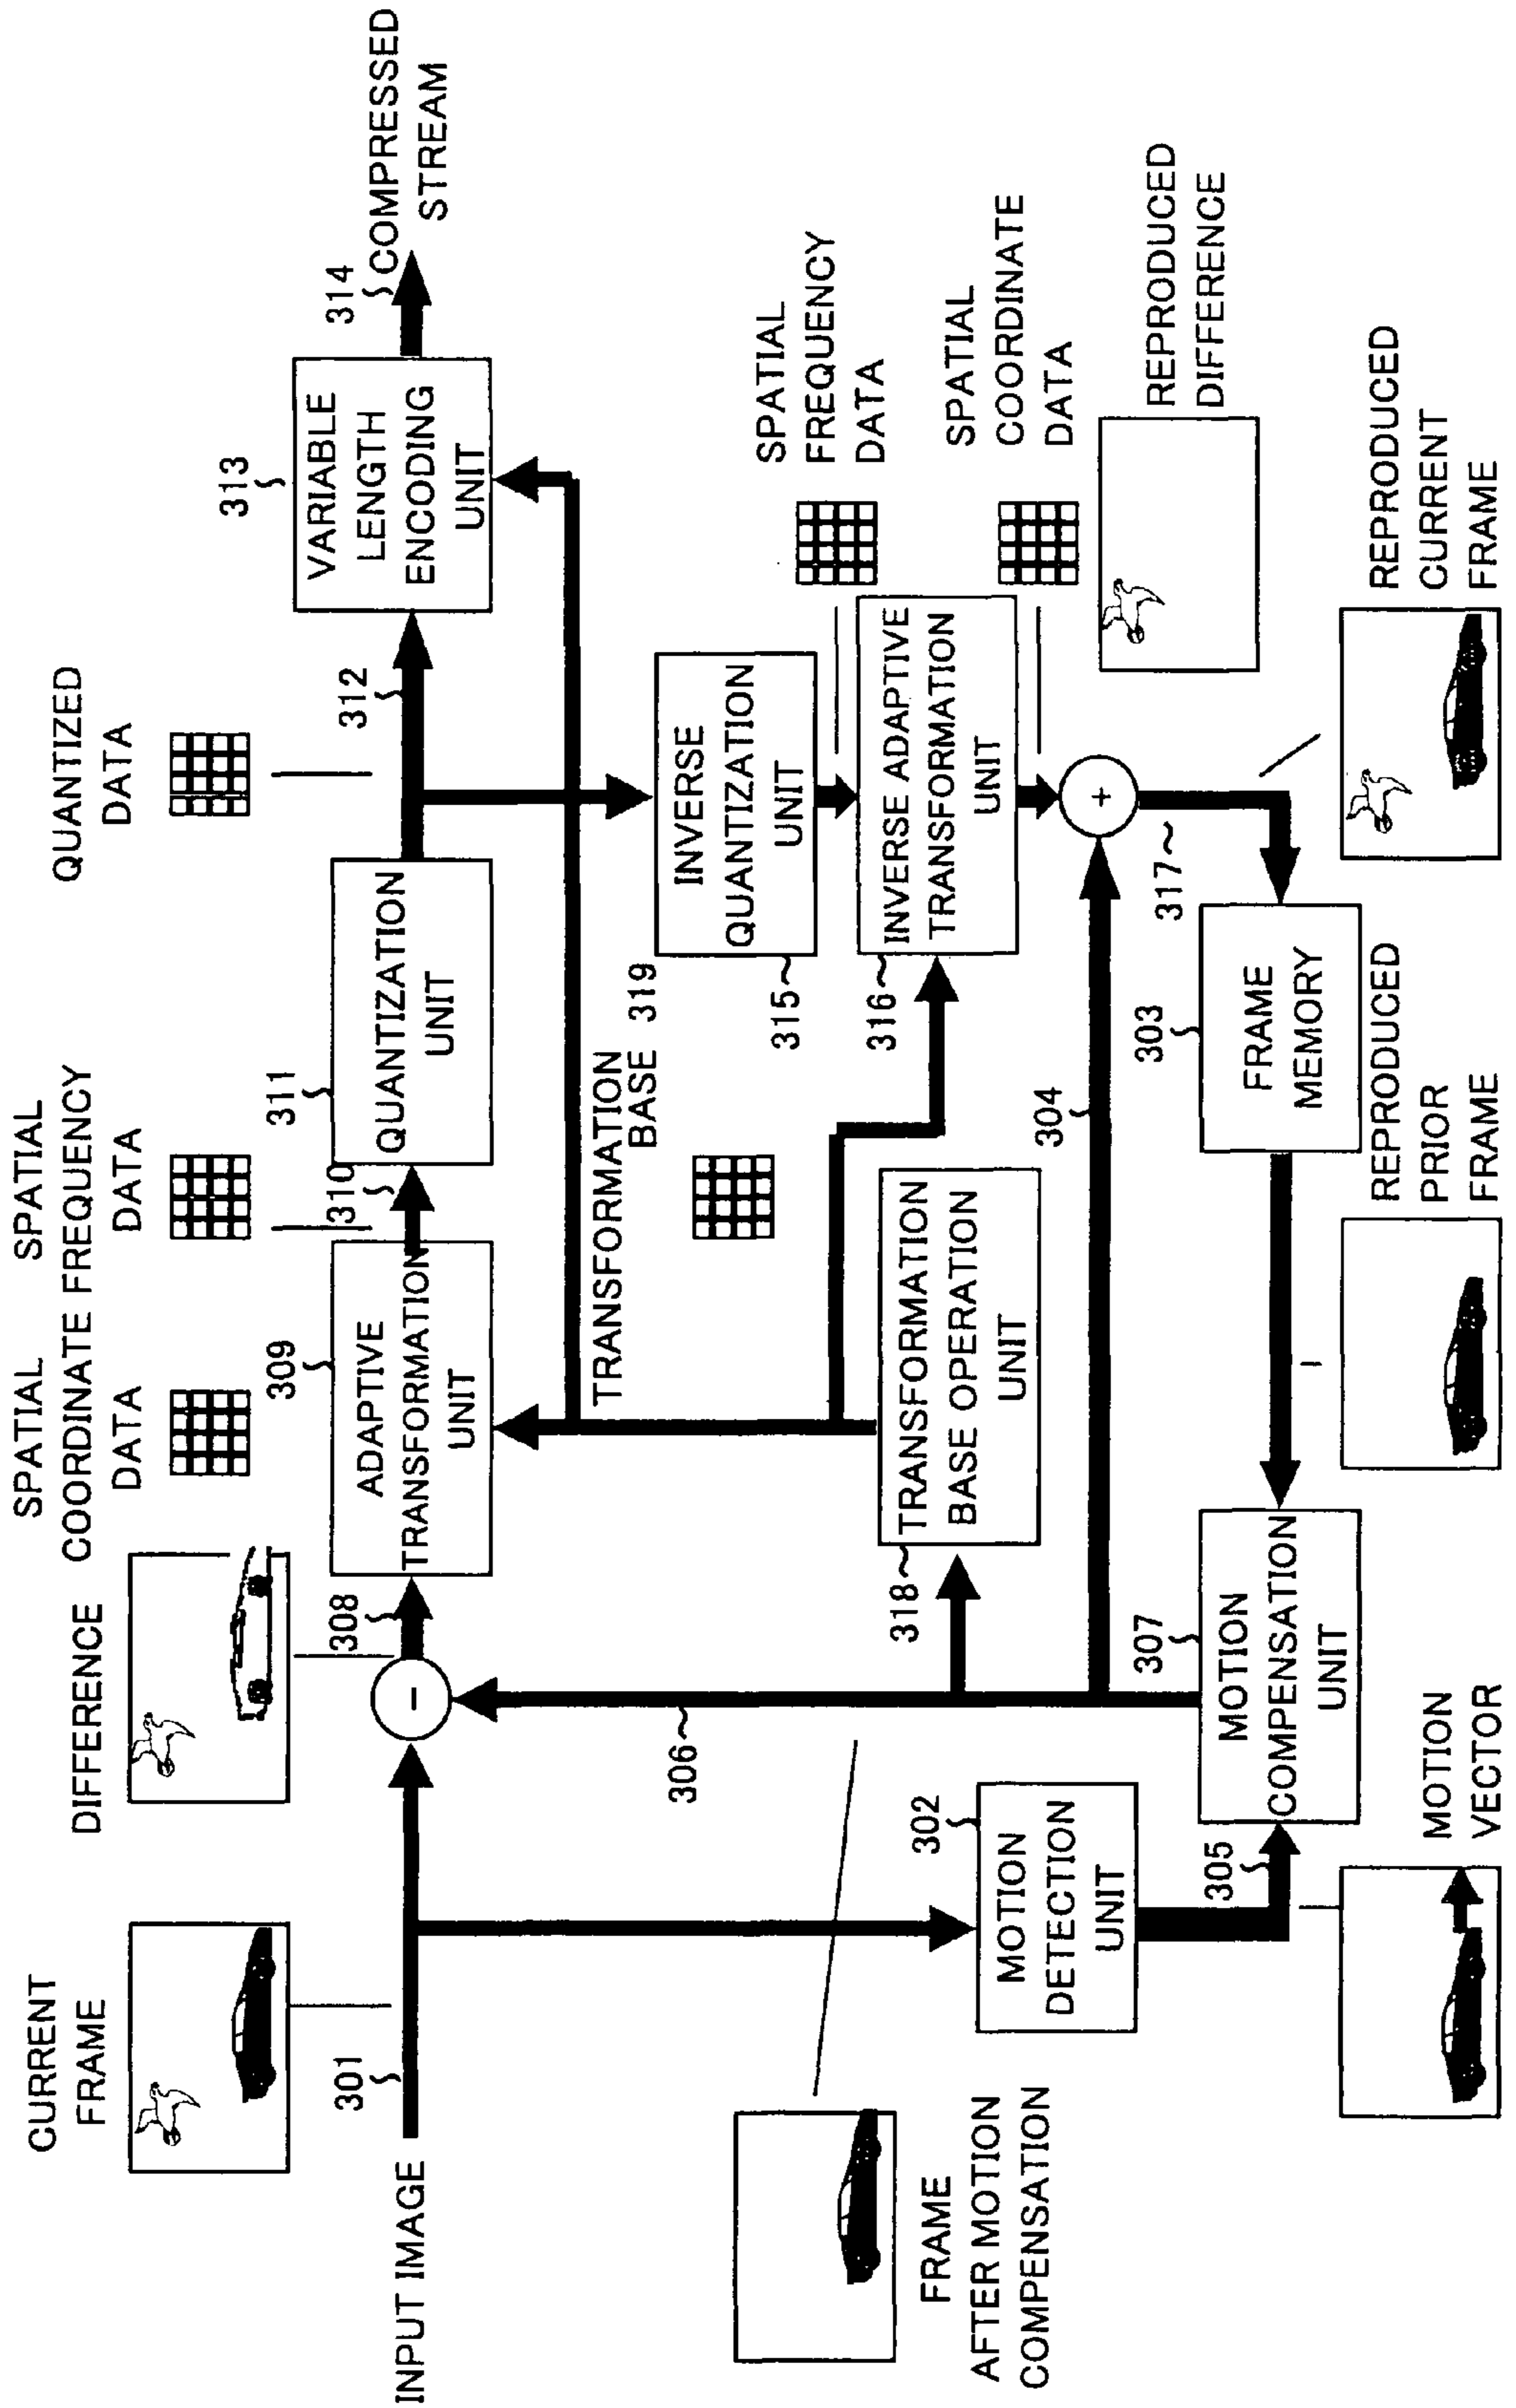 CURRENT
FRAME
DIFFERENCE
SPATIAL
COORDINATE
DATA
SPATIAL
FREQUENCY
DATA
QUANTIZED
DATA
INPUT IMAGE
301
308
309
ADAPTIVE
TRANSFORMATION
UNIT
310
311
QUANTIZATION
UNIT
312
313
VARIABLE
LENGTH
ENCODING
UNIT
314
COMPRESSED
STREAM
−
306
TRANSFORMATION
BASE 319
INVERSE
QUANTIZATION
UNIT
315
SPATIAL
FREQUENCY
DATA
318
TRANSFORMATION
BASE OPERATION
UNIT
316
INVERSE ADAPTIVE
TRANSFORMATION
UNIT
SPATIAL
COORDINATE
DATA
FRAME
AFTER MOTION
COMPENSATION
302
MOTION
DETECTION
UNIT
304
+
REPRODUCED
DIFFERENCE
305
307
MOTION
COMPENSATION
UNIT
303
FRAME
MEMORY
317
MOTION
VECTOR
REPRODUCED
PRIOR
FRAME
REPRODUCED
CURRENT
FRAME